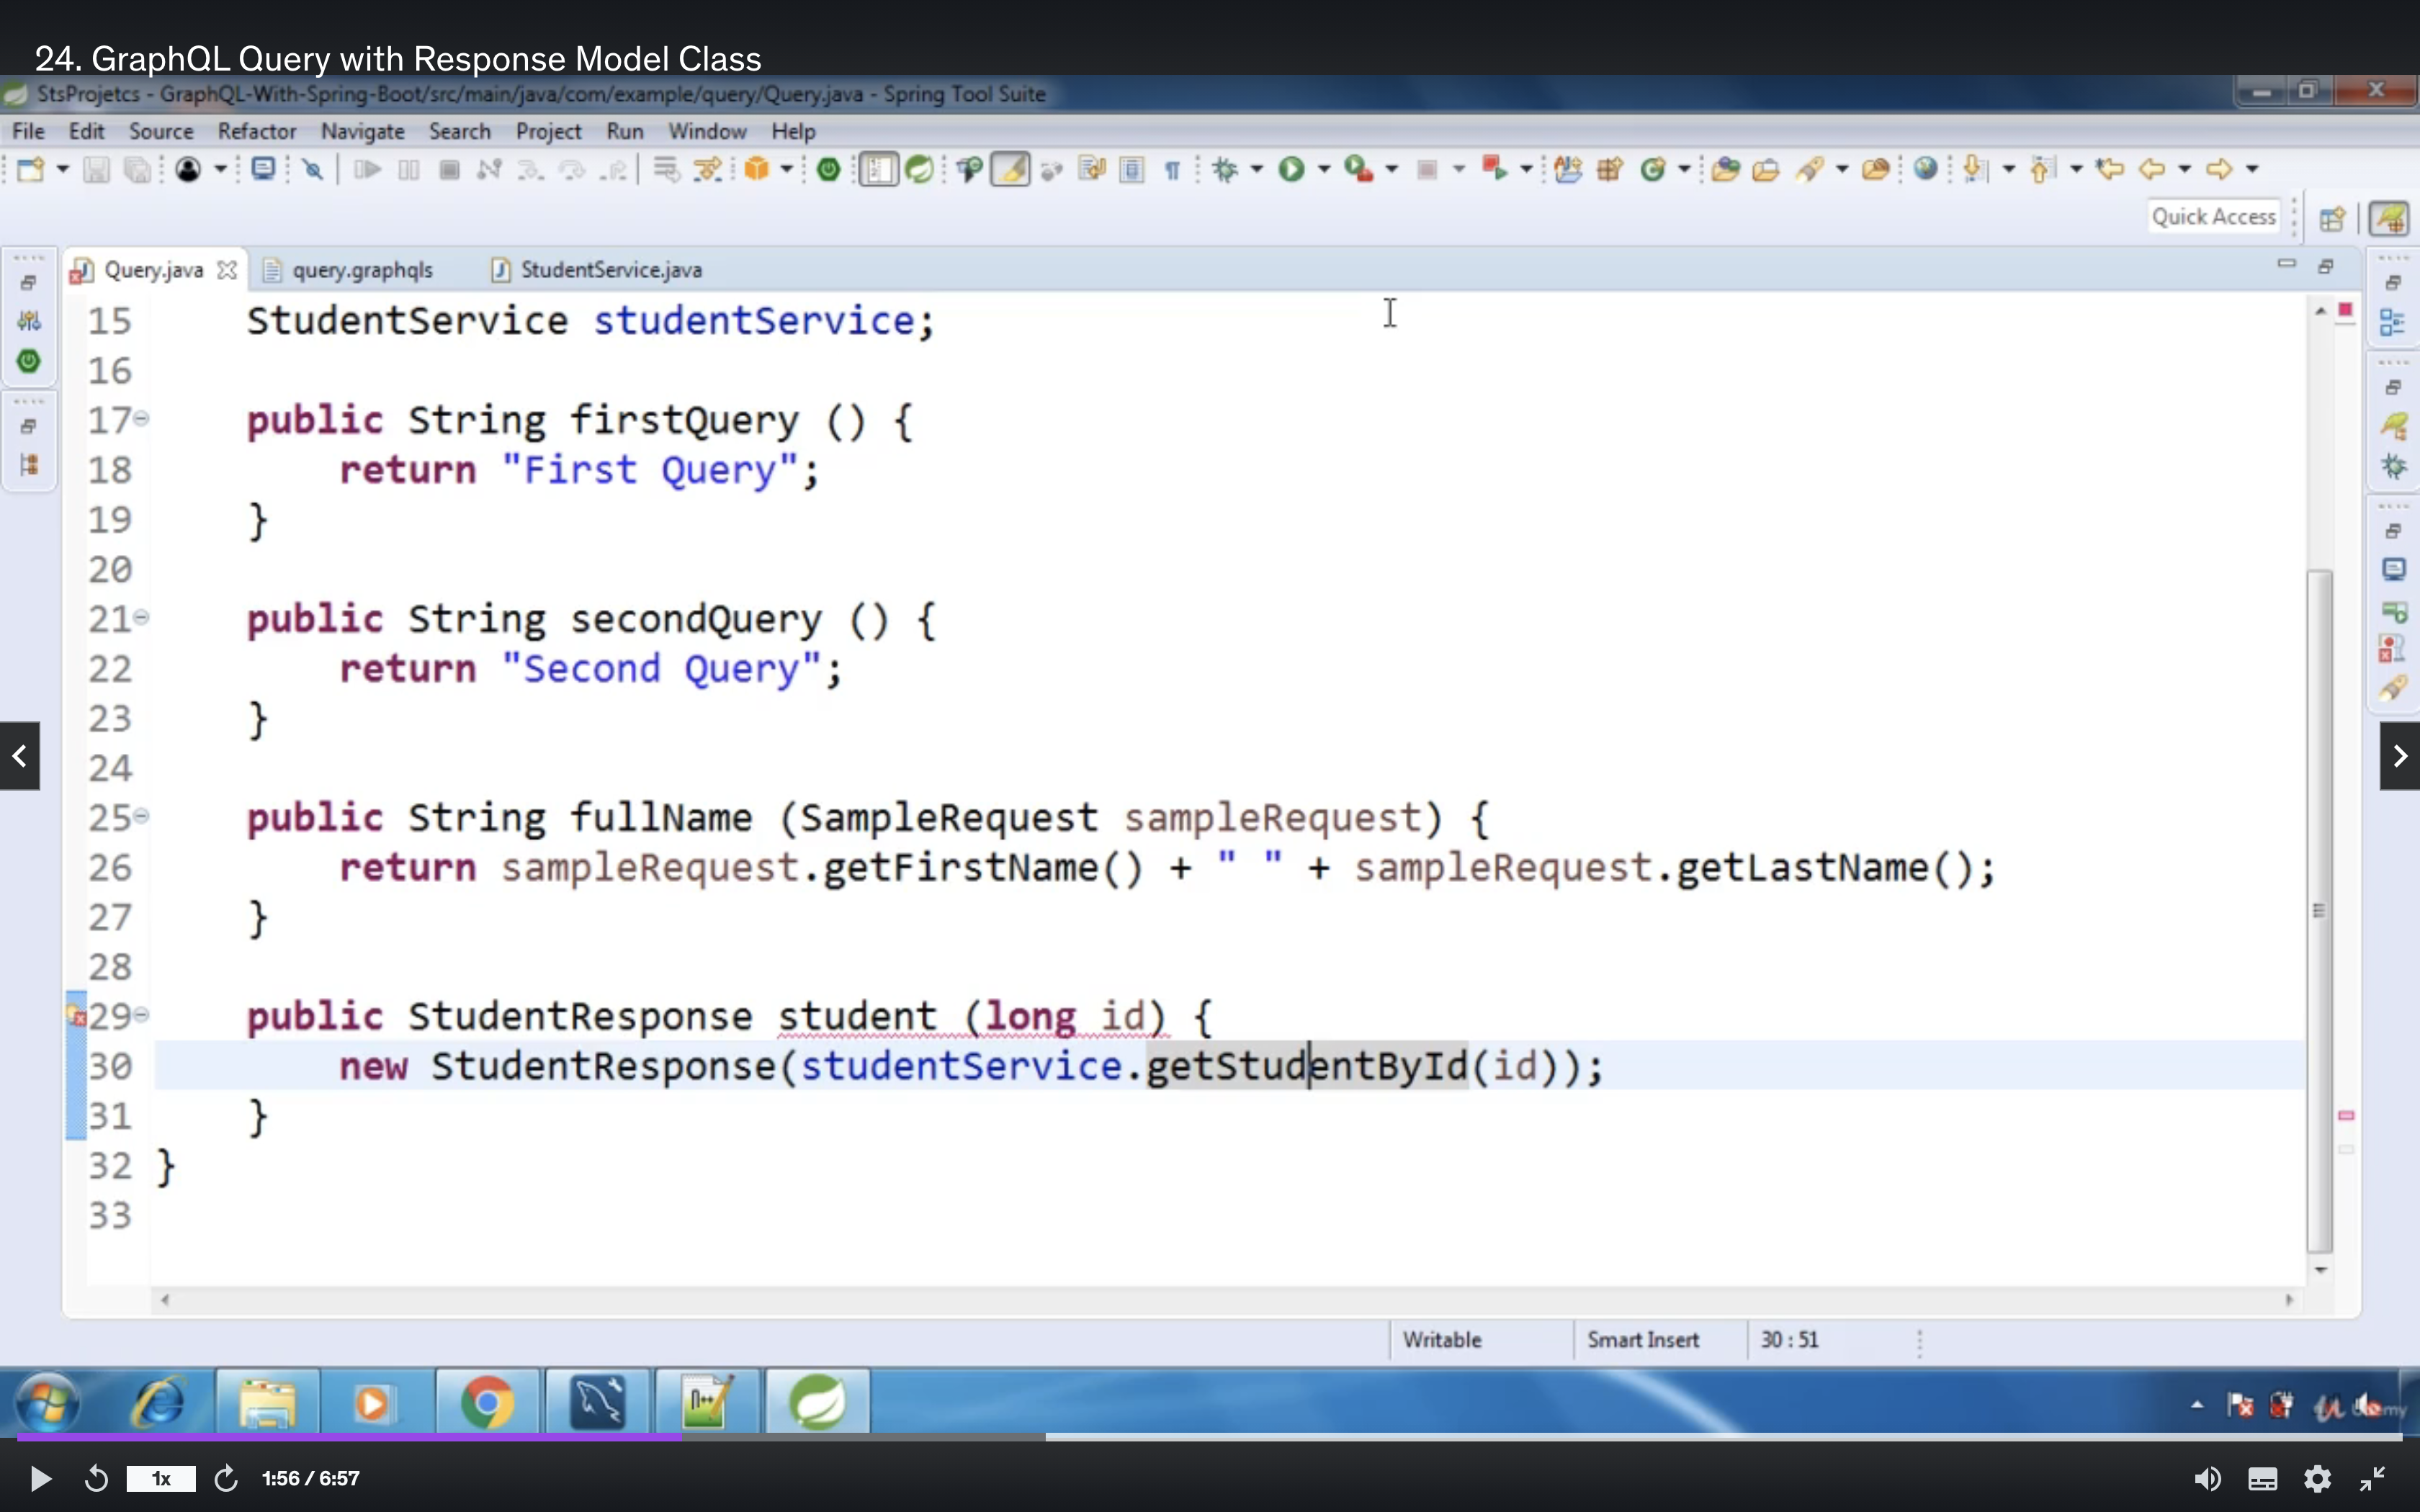 24. GraphQL Query with Response Model Class
StsProjetcs - GraphQL-With-Spring-Boot/src/main/java/com/example/query/Query.java - Spring Tool Suite
File Edit Source Refactor Navigate Search Project Run Window Help
Quick Access
Query.java query.graphqls StudentService.java
15 StudentService studentService;
16
17 public String firstQuery () {
18 return "First Query";
19 }
20
21 public String secondQuery () {
22 return "Second Query";
23 }
24
25 public String fullName (SampleRequest sampleRequest) {
26 return sampleRequest.getFirstName() + " " + sampleRequest.getLastName();
27 }
28
29 public StudentResponse student (long id) {
30 new StudentResponse(studentService.getStudentById(id));
31 }
32 }
33
Writable Smart Insert 30 : 51
1x 1:56 / 6:57